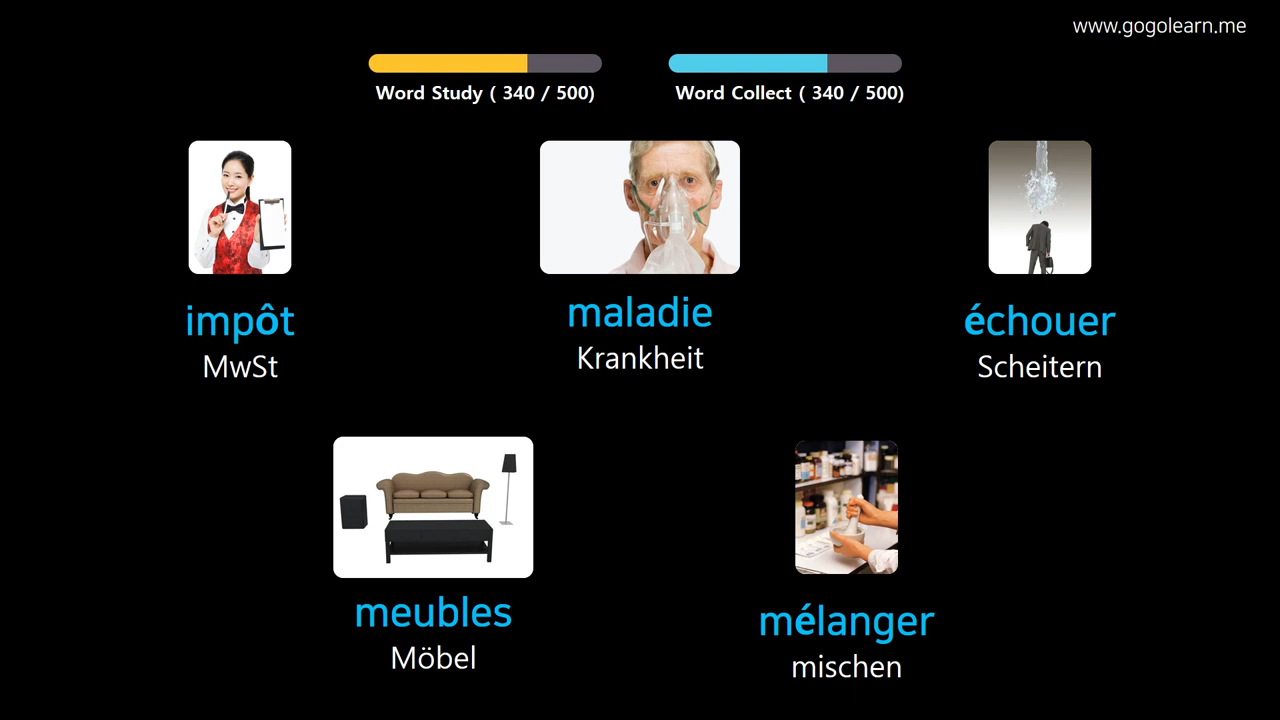 www.gogolearn.me
Word Study ( 340 / 500)
Word Collect ( 340 / 500)
impôt
MwSt
maladie
Krankheit
échouer
Scheitern
meubles
Möbel
mélanger
mischen